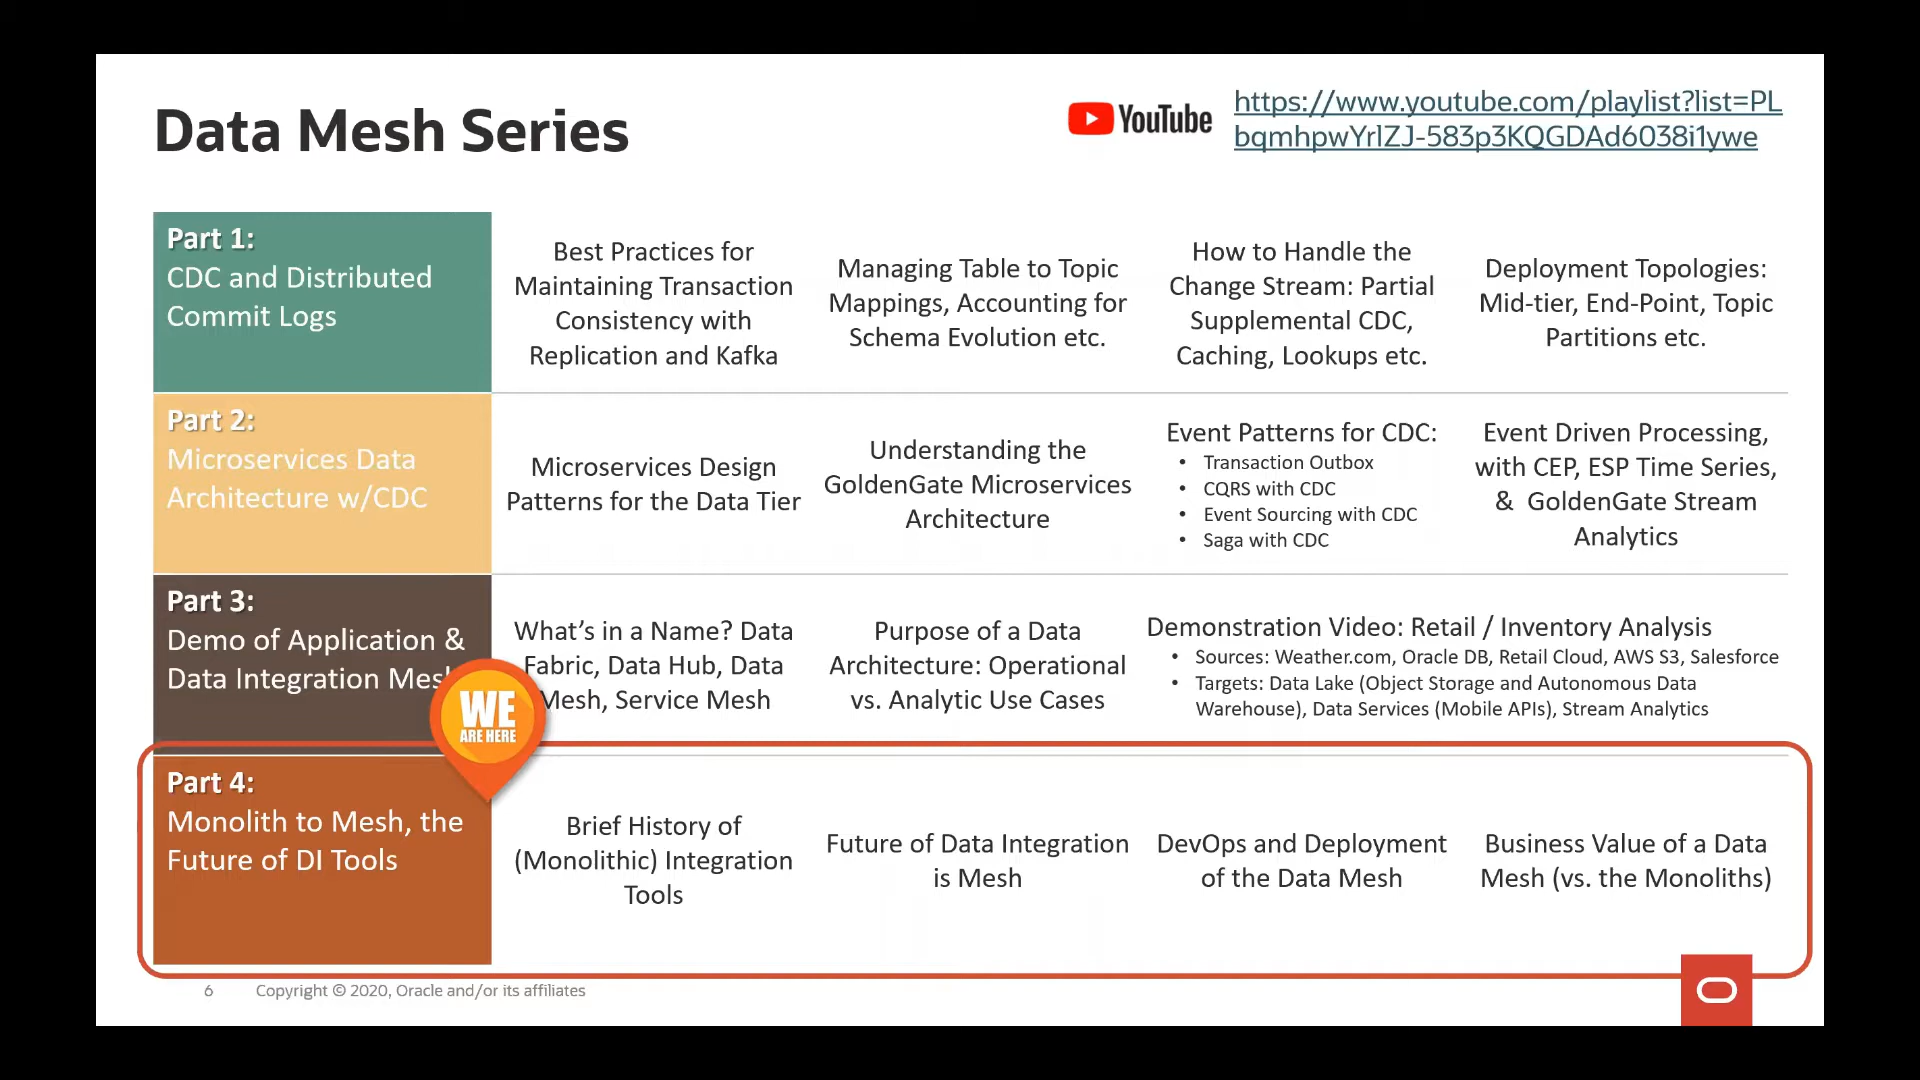 Data Mesh Series
YouTube
https://www.youtube.com/playlist?list=PL
bqmhpwYrlZJ-583p3KQGDAd6038i1ywe
Part 1:
CDC and Distributed
Commit Logs
Best Practices for
Maintaining Transaction
Consistency with
Replication and Kafka
Managing Table to Topic
Mappings, Accounting for
Schema Evolution etc.
How to Handle the
Change Stream: Partial
Supplemental CDC,
Caching, Lookups etc.
Deployment Topologies:
Mid-tier, End-Point, Topic
Partitions etc.
Part 2:
Microservices Data
Architecture w/CDC
Microservices Design
Patterns for the Data Tier
Understanding the
GoldenGate Microservices
Architecture
Event Patterns for CDC:
• Transaction Outbox
• CQRS with CDC
• Event Sourcing with CDC
• Saga with CDC
Event Driven Processing,
with CEP, ESP Time Series,
& GoldenGate Stream
Analytics
Part 3:
Demo of Application &
Data Integration Mesh
What's in a Name? Data
Fabric, Data Hub, Data
Mesh, Service Mesh
Purpose of a Data
Architecture: Operational
vs. Analytic Use Cases
Demonstration Video: Retail / Inventory Analysis
• Sources: Weather.com, Oracle DB, Retail Cloud, AWS S3, Salesforce
• Targets: Data Lake (Object Storage and Autonomous Data
Warehouse), Data Services (Mobile APIs), Stream Analytics
WE
ARE HERE
Part 4:
Monolith to Mesh, the
Future of DI Tools
Brief History of
(Monolithic) Integration
Tools
Future of Data Integration
is Mesh
DevOps and Deployment
of the Data Mesh
Business Value of a Data
Mesh (vs. the Monoliths)
6
Copyright © 2020, Oracle and/or its affiliates